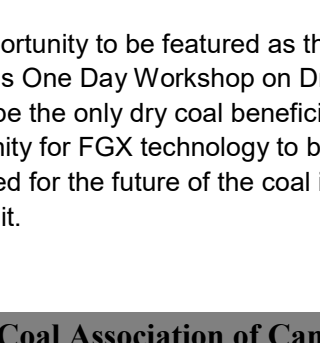 ortunity to be featured as th
s One Day Workshop on D
be the only dry coal benefici
nity for FGX technology to b
ed for the future of the coal i
it.
Coal Association of Can